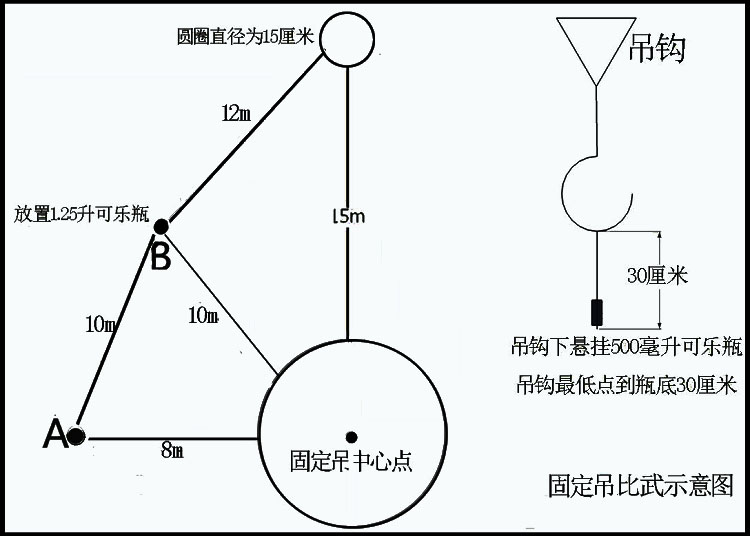 圆圈直径为15厘米
吊钩
12m
放置1.25升可乐瓶
15m
B
30厘米
10m
10m
吊钩下悬挂500毫升可乐瓶
吊钩最低点到瓶底30厘米
A
8m
固定吊中心点
固定吊比武示意图